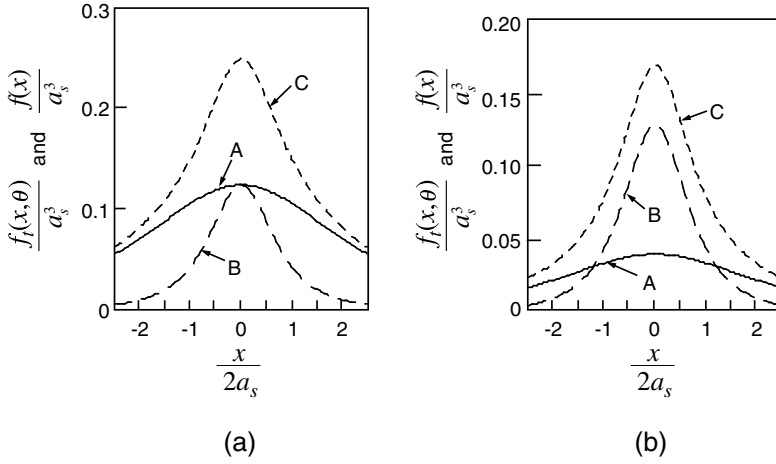 0.3
0.2
0.1
0
f_t(x,θ)/a_s^3 and f(x)/a_s^3
C
A
B
-2 -1 0 1 2
x/2a_s
(a)
0.20
0.15
0.10
0.05
0
f_t(x,θ)/a_s^3 and f(x)/a_s^3
C
B
A
-2 -1 0 1 2
x/2a_s
(b)